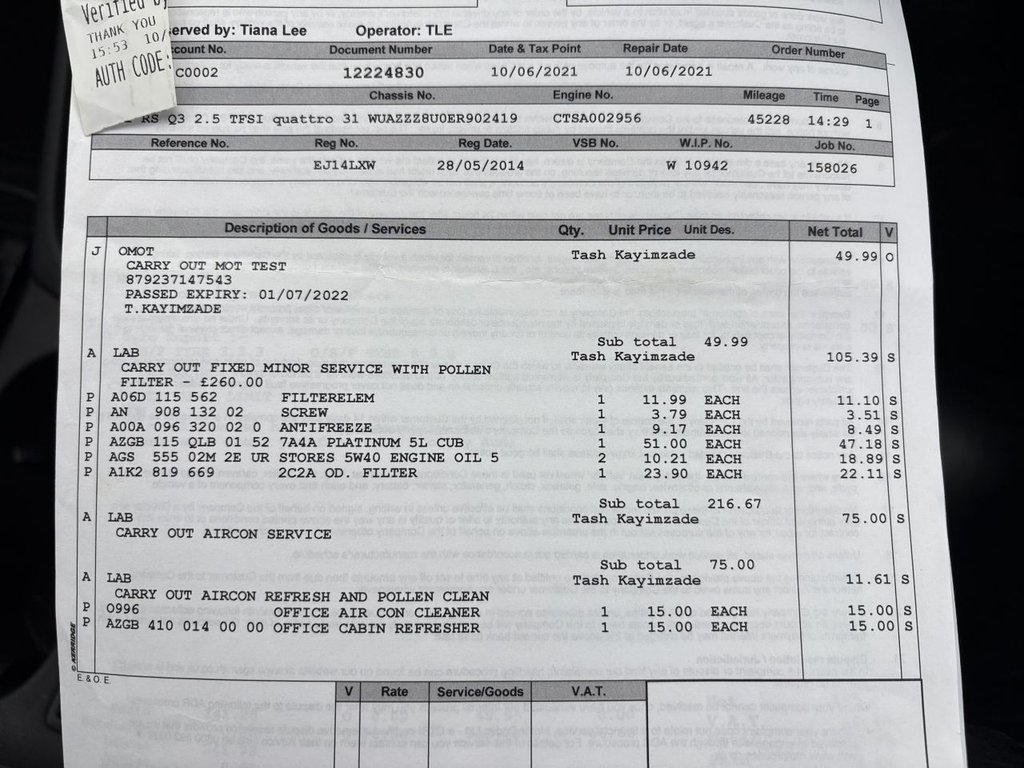 Verified by
THANK YOU
15:53 10/
AUTH CODE:
erved by: Tiana Lee Operator: TLE
count No. Document Number Date & Tax Point Repair Date Order Number
C0002 12224830 10/06/2021 10/06/2021
Chassis No. Engine No. Mileage Time Page
RS Q3 2.5 TFSI quattro 31 WUAZZZ8U0ER902419 CTSA002956 45228 14:29 1
Reference No. Reg No. Reg Date. VSB No. W.I.P. No. Job No.
EJ14LXW 28/05/2014 W 10942 158026
Description of Goods / Services Qty. Unit Price Unit Des. Net Total V
J OMOT Tash Kayimzade 49.99 O
CARRY OUT MOT TEST
879237147543
PASSED EXPIRY: 01/07/2022
T.KAYIMZADE
Sub total 49.99
A LAB Tash Kayimzade 105.39 S
CARRY OUT FIXED MINOR SERVICE WITH POLLEN
FILTER - £260.00
P A06D 115 562 FILTERELEM 1 11.99 EACH 11.10 S
P AN 908 132 02 SCREW 1 3.79 EACH 3.51 S
P A00A 096 320 02 0 ANTIFREEZE 1 9.17 EACH 8.49 S
P AZGB 115 QLB 01 52 7A4A PLATINUM 5L CUB 1 51.00 EACH 47.18 S
P AGS 555 02M 2E UR STORES 5W40 ENGINE OIL 5 2 10.21 EACH 18.89 S
P A1K2 819 669 2C2A OD. FILTER 1 23.90 EACH 22.11 S
Sub total 216.67
A LAB Tash Kayimzade 75.00 S
CARRY OUT AIRCON SERVICE
Sub total 75.00
A LAB Tash Kayimzade 11.61 S
CARRY OUT AIRCON REFRESH AND POLLEN CLEAN
P O996 OFFICE AIR CON CLEANER 1 15.00 EACH 15.00 S
P AZGB 410 014 00 00 OFFICE CABIN REFRESHER 1 15.00 EACH 15.00 S
© KERRIDGE
E.& O.E.
V Rate Service/Goods V.A.T.